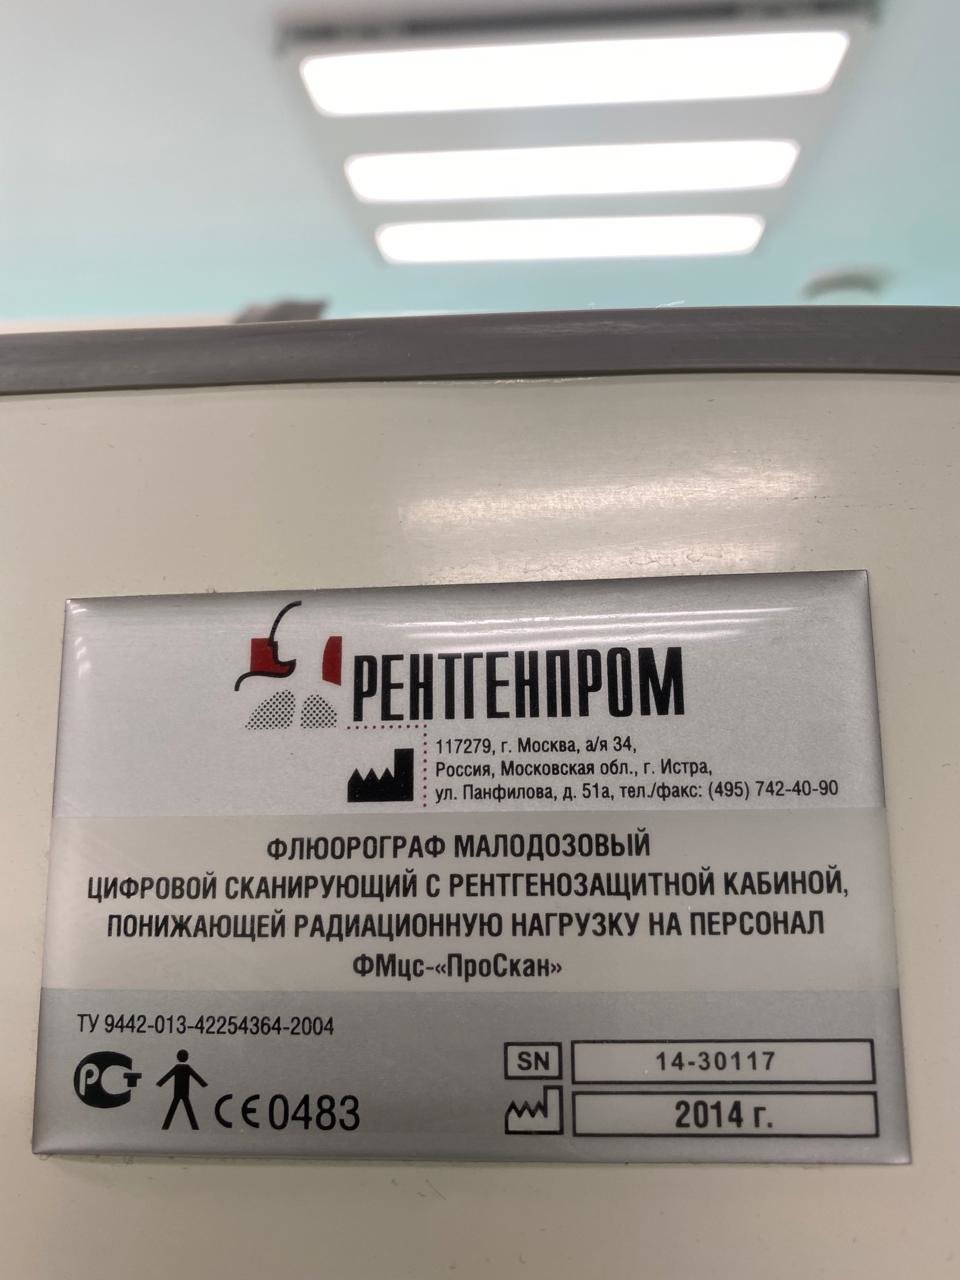 РЕНТГЕНПРОМ
117279, г. Москва, а/я 34,
Россия, Московская обл., г. Истра,
ул. Панфилова, д. 51а, тел./факс: (495) 742-40-90
ФЛЮОРОГРАФ МАЛОДОЗОВЫЙ
ЦИФРОВОЙ СКАНИРУЮЩИЙ С РЕНТГЕНОЗАЩИТНОЙ КАБИНОЙ,
ПОНИЖАЮЩЕЙ РАДИАЦИОННУЮ НАГРУЗКУ НА ПЕРСОНАЛ
ФМцс-«ПроСкан»
ТУ 9442-013-42254364-2004
SN 14-30117
РСТ CE 0483
2014 г.